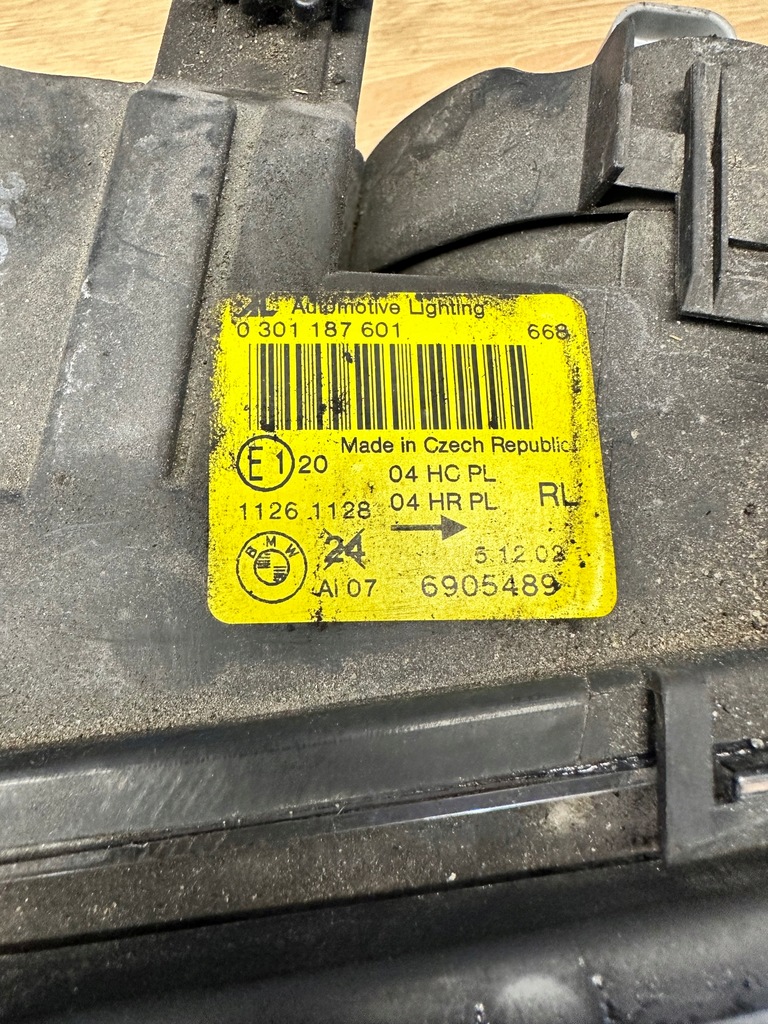 AL Automotive Lighting
0 301 187 601 668
Made in Czech Republic
E1 20
04 HC PL
1126 1128 04 HR PL RL
BMW 24 5.12.02
AI 07 6905489